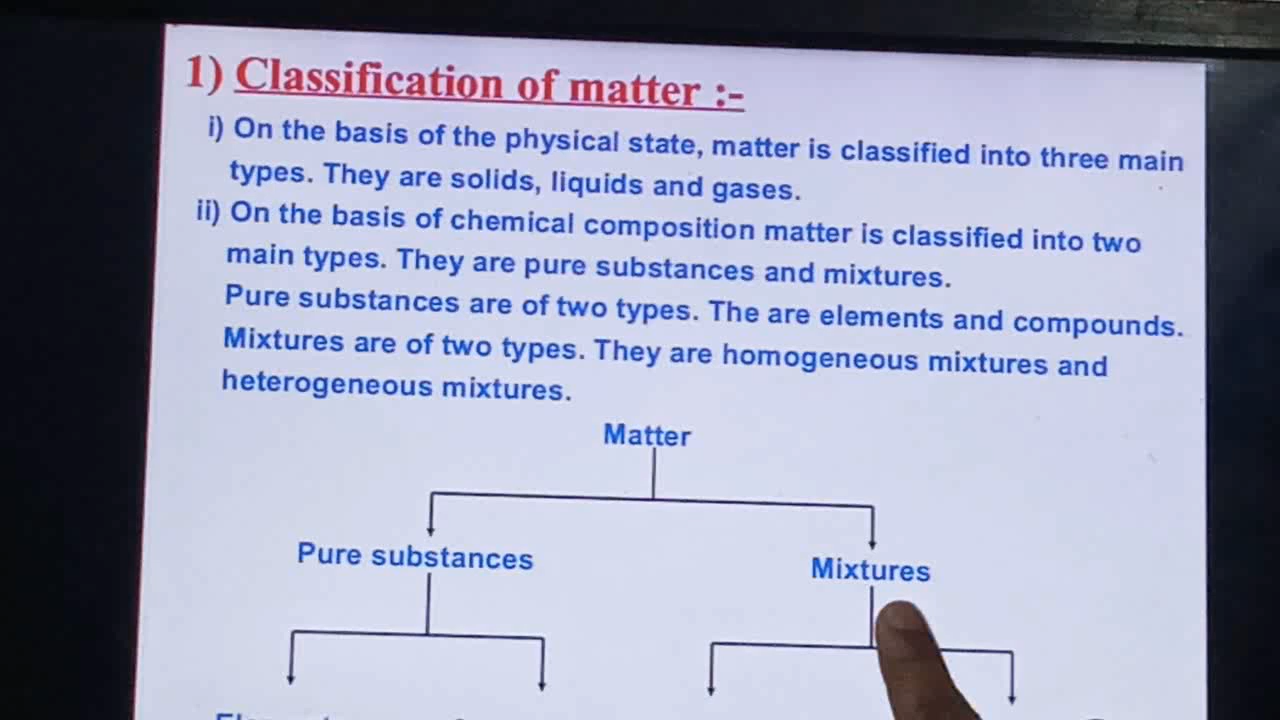 1) Classification of matter :-
i) On the basis of the physical state, matter is classified into three main
types. They are solids, liquids and gases.
ii) On the basis of chemical composition matter is classified into two
main types. They are pure substances and mixtures.
Pure substances are of two types. The are elements and compounds.
Mixtures are of two types. They are homogeneous mixtures and
heterogeneous mixtures.
Matter
Pure substances
Mixtures